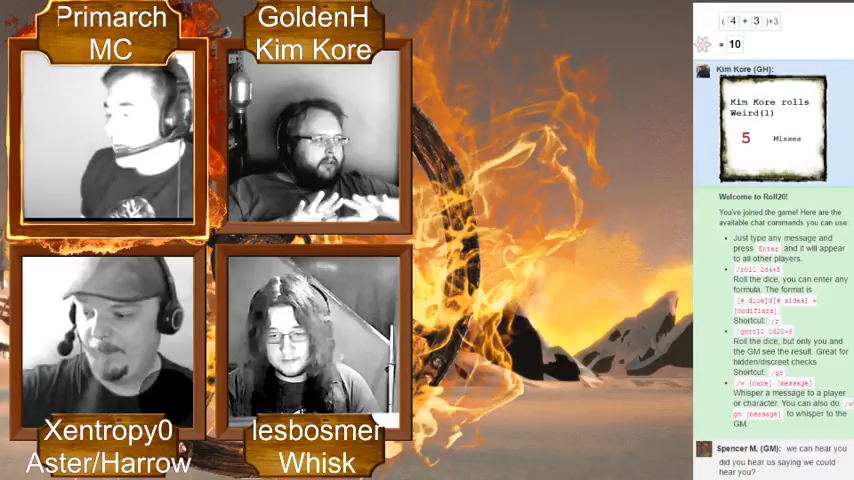 Primarch
MC
GoldenH
Kim Kore
Xentropy0
Aster/Harrow
lesbosmer
Whisk
( 4 + 3 )+3
= 10
Kim Kore (GH):
Kim Kore rolls
Weird(1)
5 Misses
Welcome to Roll20!
You've joined the game! Here are the
available chat commands you can use:
Just type any message and
press Enter and it will appear
to all other players.
/roll 2d6+5
Roll the dice, you can enter any
formula. The format is
[# dice]d[# sides] +
[modifiers]
Shortcut: /r
/gmroll 1d20+6
Roll the dice, but only you and
the GM see the result. Great for
hidden/discreet checks
Shortcut: /gr
/w [name] [message]
Whisper a message to a player
or character. You can also do /w
gm [message] to whisper to the
GM.
Spencer M. (GM): we can hear you
did you hear us saying we could
hear you?